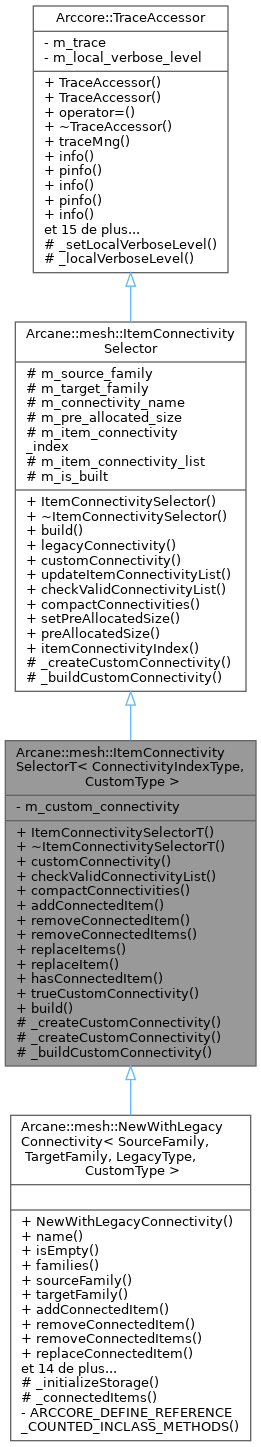 Arccore::TraceAccessor
- m_trace
- m_local_verbose_level
+ TraceAccessor()
+ TraceAccessor()
+ operator=()
+ ~TraceAccessor()
+ traceMng()
+ info()
+ pinfo()
+ info()
+ pinfo()
+ info()
et 15 de plus...
# _setLocalVerboseLevel()
# _localVerboseLevel()
Arcane::mesh::ItemConnectivity
Selector
# m_source_family
# m_target_family
# m_connectivity_name
# m_pre_allocated_size
# m_item_connectivity
_index
# m_item_connectivity_list
# m_is_built
+ ItemConnectivitySelector()
+ ~ItemConnectivitySelector()
+ build()
+ legacyConnectivity()
+ customConnectivity()
+ updateItemConnectivityList()
+ checkValidConnectivityList()
+ compactConnectivities()
+ setPreAllocatedSize()
+ preAllocatedSize()
+ itemConnectivityIndex()
# _createCustomConnectivity()
# _buildCustomConnectivity()
Arcane::mesh::ItemConnectivity
SelectorT< ConnectivityIndexType,
CustomType >
- m_custom_connectivity
+ ItemConnectivitySelectorT()
+ ~ItemConnectivitySelectorT()
+ customConnectivity()
+ checkValidConnectivityList()
+ compactConnectivities()
+ addConnectedItem()
+ removeConnectedItem()
+ removeConnectedItems()
+ replaceItems()
+ replaceItem()
+ hasConnectedItem()
+ trueCustomConnectivity()
+ build()
# _createCustomConnectivity()
# _createCustomConnectivity()
# _buildCustomConnectivity()
Arcane::mesh::NewWithLegacy
Connectivity< SourceFamily,
TargetFamily, LegacyType,
CustomType >
+ NewWithLegacyConnectivity()
+ name()
+ isEmpty()
+ families()
+ sourceFamily()
+ targetFamily()
+ addConnectedItem()
+ removeConnectedItem()
+ removeConnectedItems()
+ replaceConnectedItem()
et 14 de plus...
# _initializeStorage()
# _connectedItems()
- ARCCORE_DEFINE_REFERENCE
_COUNTED_INCLASS_METHODS()